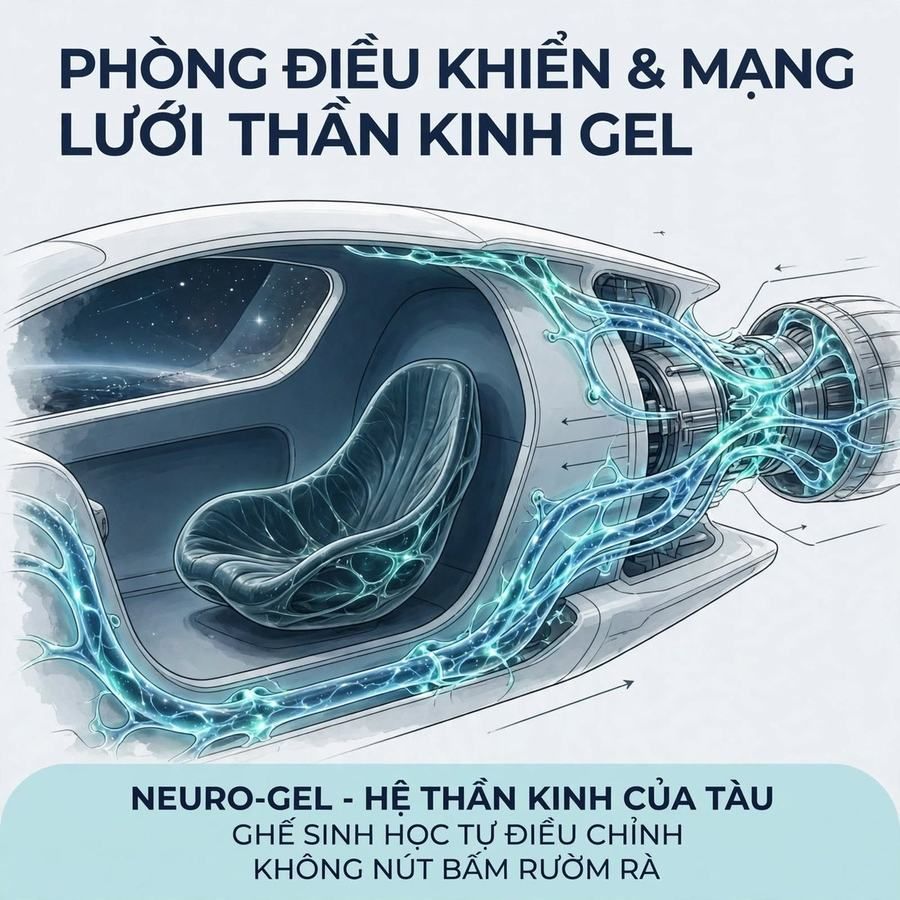 PHÒNG ĐIỀU KHIỂN & MẠNG
LƯỚI THẦN KINH GEL
NEURO-GEL - HỆ THẦN KINH CỦA TÀU
GHẾ SINH HỌC TỰ ĐIỀU CHỈNH
KHÔNG NÚT BẤM RƯỜM RÀ